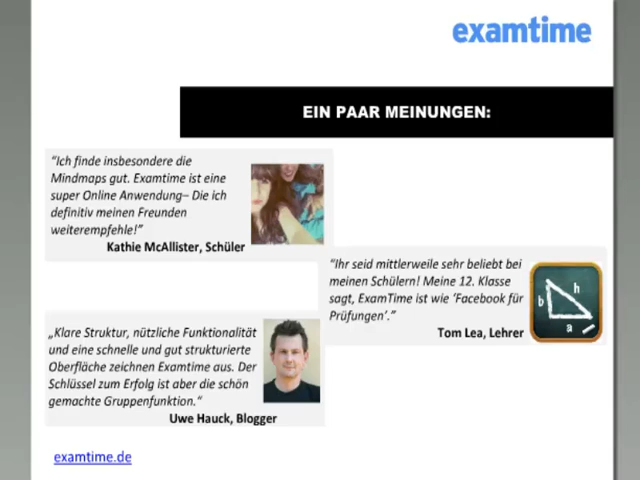 examtime
EIN PAAR MEINUNGEN:
“Ich finde insbesondere die
Mindmaps gut. Examtime ist eine
super Online Anwendung– Die ich
definitiv meinen Freunden
weiterempfehle!”
Kathie McAllister, Schüler
“Ihr seid mittlerweile sehr beliebt bei
meinen Schülern! Meine 12. Klasse
sagt, ExamTime ist wie ‘Facebook für
Prüfungen’.”
Tom Lea, Lehrer
b
h
a
„Klare Struktur, nützliche Funktionalität
und eine schnelle und gut strukturierte
Oberfläche zeichnen Examtime aus. Der
Schlüssel zum Erfolg ist aber die schön
gemachte Gruppenfunktion.“
Uwe Hauck, Blogger
examtime.de